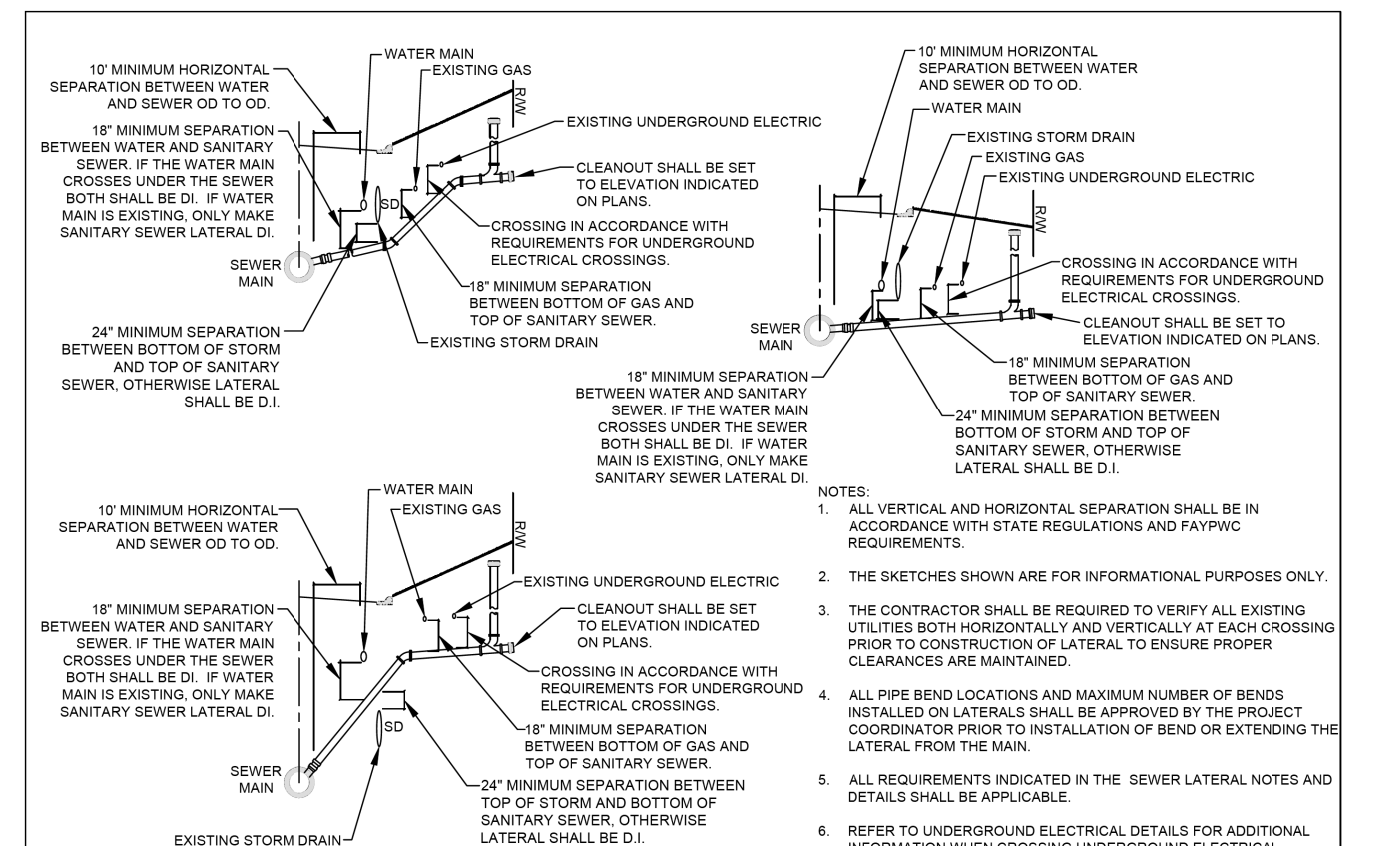 WATER MAIN
10' MINIMUM HORIZONTAL
SEPARATION BETWEEN WATER
AND SEWER OD TO OD.
EXISTING GAS
R/W
18" MINIMUM SEPARATION
BETWEEN WATER AND SANITARY
SEWER. IF THE WATER MAIN
CROSSES UNDER THE SEWER
BOTH SHALL BE DI. IF WATER
MAIN IS EXISTING, ONLY MAKE
SANITARY SEWER LATERAL DI.
EXISTING UNDERGROUND ELECTRIC
CLEANOUT SHALL BE SET
TO ELEVATION INDICATED
ON PLANS.
SD
CROSSING IN ACCORDANCE WITH
REQUIREMENTS FOR UNDERGROUND
ELECTRICAL CROSSINGS.
SEWER
MAIN
18" MINIMUM SEPARATION
BETWEEN BOTTOM OF GAS AND
TOP OF SANITARY SEWER.
24" MINIMUM SEPARATION
BETWEEN BOTTOM OF STORM
AND TOP OF SANITARY
SEWER, OTHERWISE LATERAL
SHALL BE D.I.
EXISTING STORM DRAIN
10' MINIMUM HORIZONTAL
SEPARATION BETWEEN WATER
AND SEWER OD TO OD.
WATER MAIN
EXISTING STORM DRAIN
EXISTING GAS
EXISTING UNDERGROUND ELECTRIC
R/W
CROSSING IN ACCORDANCE WITH
REQUIREMENTS FOR UNDERGROUND
ELECTRICAL CROSSINGS.
SEWER
MAIN
CLEANOUT SHALL BE SET TO
ELEVATION INDICATED ON PLANS.
18" MINIMUM SEPARATION
BETWEEN BOTTOM OF GAS AND
TOP OF SANITARY SEWER.
18" MINIMUM SEPARATION
BETWEEN WATER AND SANITARY
SEWER. IF THE WATER MAIN
CROSSES UNDER THE SEWER
BOTH SHALL BE DI. IF WATER
MAIN IS EXISTING, ONLY MAKE
SANITARY SEWER LATERAL DI.
24" MINIMUM SEPARATION BETWEEN
BOTTOM OF STORM AND TOP OF
SANITARY SEWER, OTHERWISE
LATERAL SHALL BE D.I.
WATER MAIN
10' MINIMUM HORIZONTAL
SEPARATION BETWEEN WATER
AND SEWER OD TO OD.
EXISTING GAS
R/W
EXISTING UNDERGROUND ELECTRIC
18" MINIMUM SEPARATION
BETWEEN WATER AND SANITARY
SEWER. IF THE WATER MAIN
CROSSES UNDER THE SEWER
BOTH SHALL BE DI. IF WATER
MAIN IS EXISTING, ONLY MAKE
SANITARY SEWER LATERAL DI.
CLEANOUT SHALL BE SET
TO ELEVATION INDICATED
ON PLANS.
CROSSING IN ACCORDANCE WITH
REQUIREMENTS FOR UNDERGROUND
ELECTRICAL CROSSINGS.
SD
18" MINIMUM SEPARATION
BETWEEN BOTTOM OF GAS AND
TOP OF SANITARY SEWER.
SEWER
MAIN
24" MINIMUM SEPARATION BETWEEN
TOP OF STORM AND BOTTOM OF
SANITARY SEWER, OTHERWISE
LATERAL SHALL BE D.I.
EXISTING STORM DRAIN
NOTES:
1. ALL VERTICAL AND HORIZONTAL SEPARATION SHALL BE IN
ACCORDANCE WITH STATE REGULATIONS AND FAYPWC
REQUIREMENTS.
2. THE SKETCHES SHOWN ARE FOR INFORMATIONAL PURPOSES ONLY.
3. THE CONTRACTOR SHALL BE REQUIRED TO VERIFY ALL EXISTING
UTILITIES BOTH HORIZONTALLY AND VERTICALLY AT EACH CROSSING
PRIOR TO CONSTRUCTION OF LATERAL TO ENSURE PROPER
CLEARANCES ARE MAINTAINED.
4. ALL PIPE BEND LOCATIONS AND MAXIMUM NUMBER OF BENDS
INSTALLED ON LATERALS SHALL BE APPROVED BY THE PROJECT
COORDINATOR PRIOR TO INSTALLATION OF BEND OR EXTENDING THE
LATERAL FROM THE MAIN.
5. ALL REQUIREMENTS INDICATED IN THE SEWER LATERAL NOTES AND
DETAILS SHALL BE APPLICABLE.
6. REFER TO UNDERGROUND ELECTRICAL DETAILS FOR ADDITIONAL
INFORMATION WHEN CROSSING UNDERGROUND ELECTRICAL